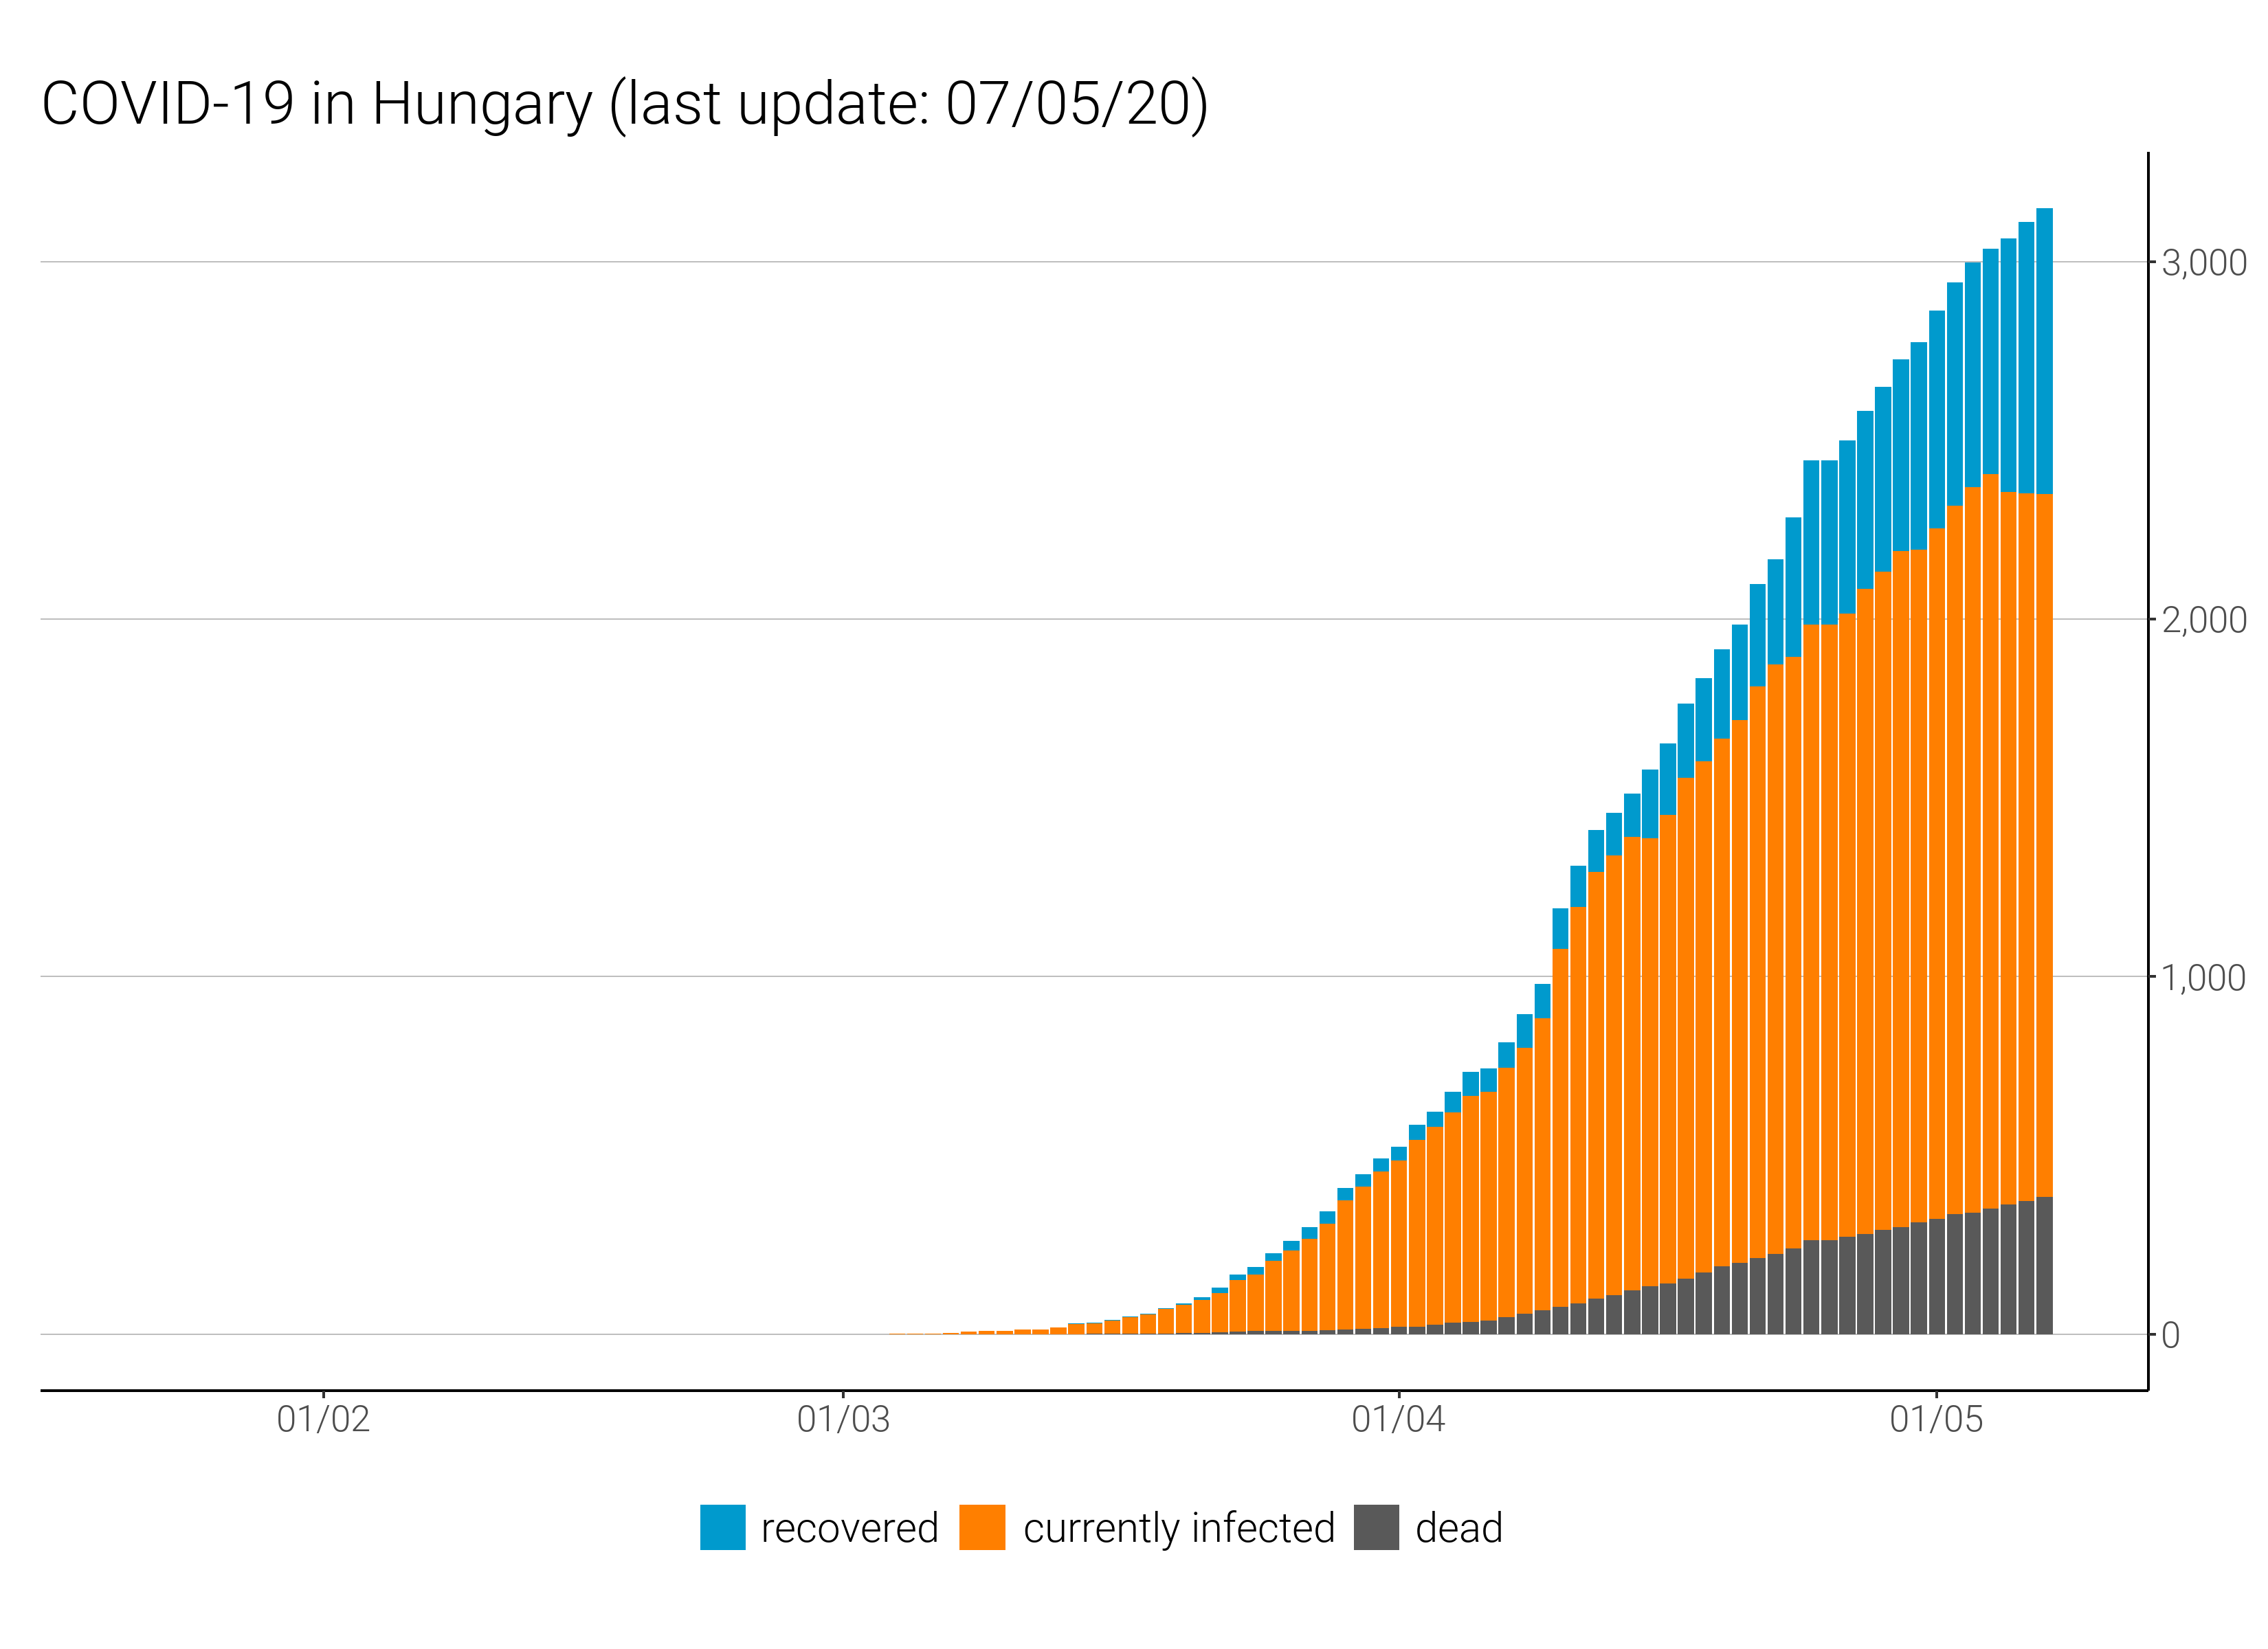 COVID-19 in Hungary (last update: 07/05/20)
3,000
2,000
1,000
0
01/02 01/03 01/04 01/05
recovered currently infected dead